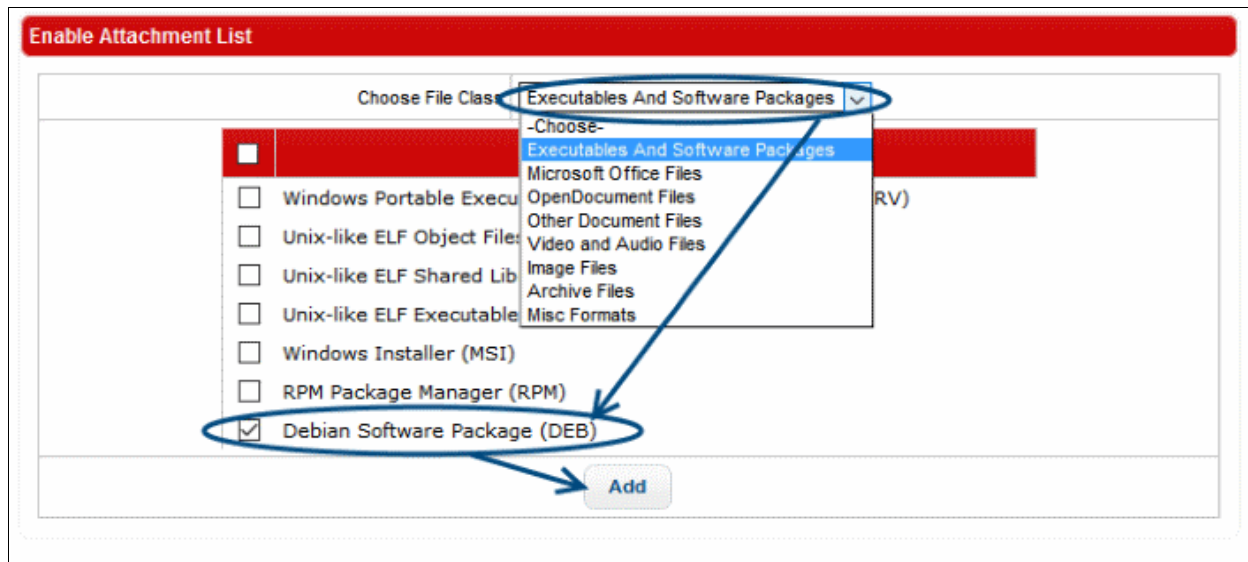 Enable Attachment List
Choose File Class Executables And Software Packages
-Choose-
Executables And Software Packages
Microsoft Office Files
OpenDocument Files
Other Document Files
Video and Audio Files
Image Files
Archive Files
Misc Formats
Windows Portable Execu RV)
Unix-like ELF Object Files
Unix-like ELF Shared Lib
Unix-like ELF Executable
Windows Installer (MSI)
RPM Package Manager (RPM)
Debian Software Package (DEB)
Add